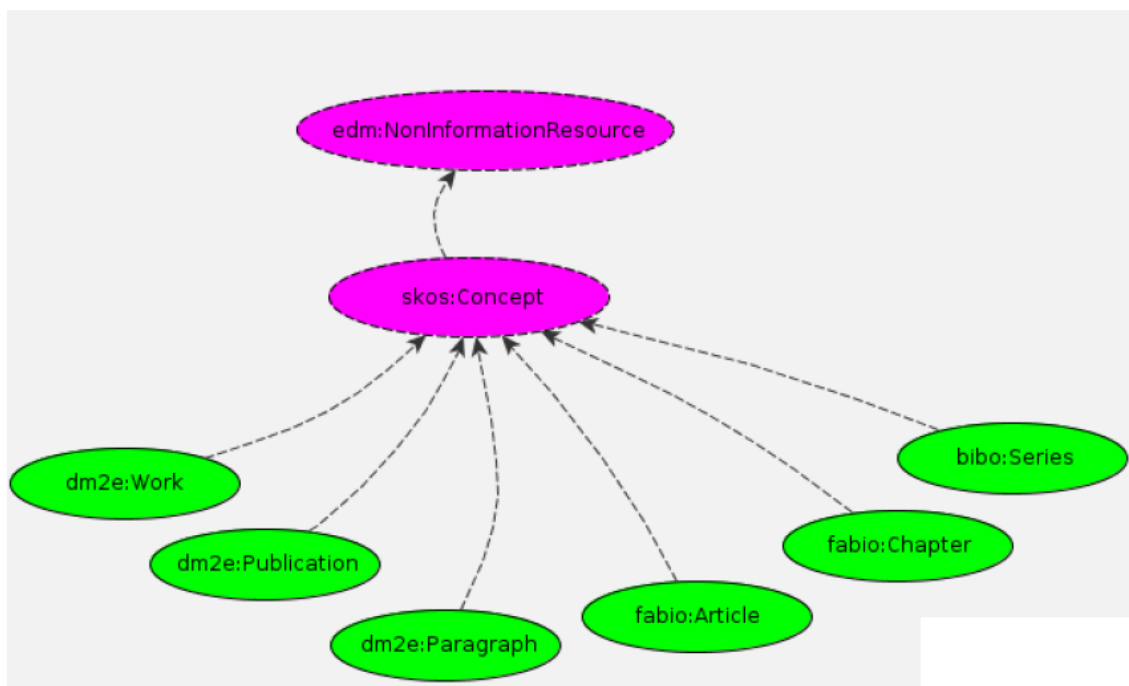 edm:NonInformationResource
skos:Concept
bibo:Series
dm2e:Work
fabio:Chapter
dm2e:Publication
fabio:Article
dm2e:Paragraph